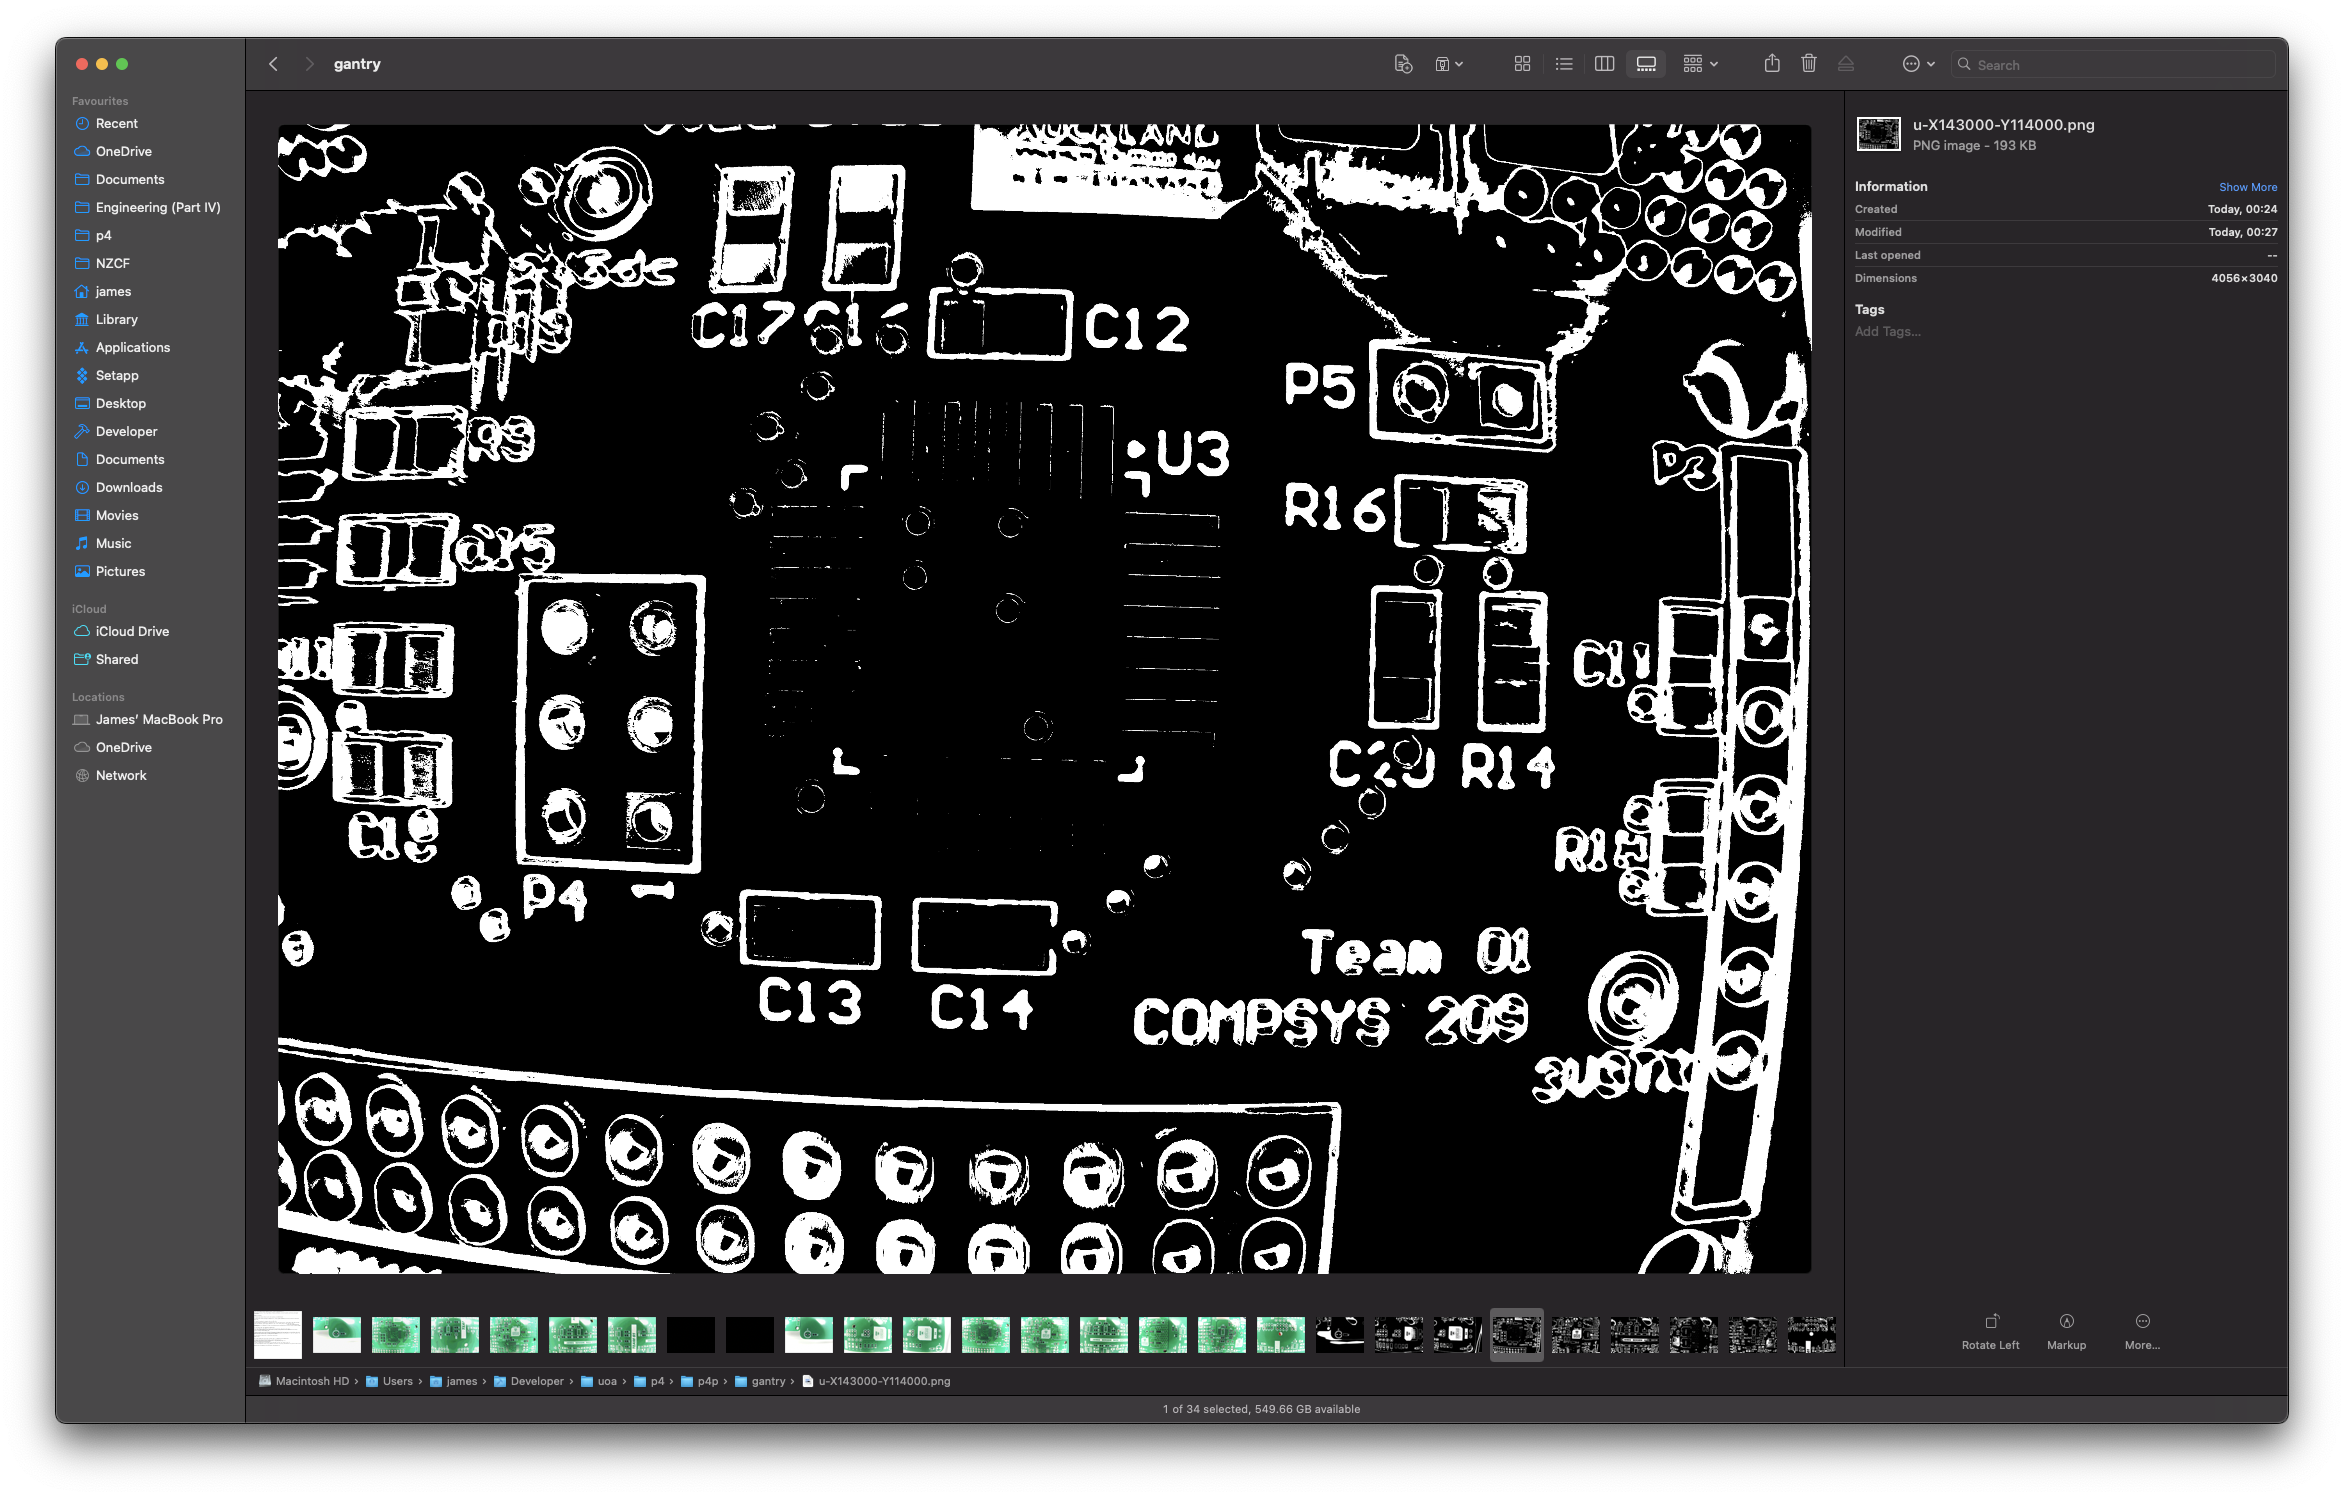 gantry
Search
Favourites
Recent
OneDrive
Documents
Engineering (Part IV)
p4
NZCF
james
Library
Applications
Setapp
Desktop
Developer
Documents
Downloads
Movies
Music
Pictures
iCloud
iCloud Drive
Shared
Locations
James' MacBook Pro
OneDrive
Network
AUCKLAND
C17 C16
C12
P5
U3
R9
R16
P3
C11
C20 R14
P4 1
C13
C14
Team 01
COMPSYS 209
u-X143000-Y114000.png
PNG image - 193 KB
Information
Show More
Created
Today, 00:24
Modified
Today, 00:27
Last opened
--
Dimensions
4056×3040
Tags
Add Tags...
Rotate Left
Markup
More...
Macintosh HD › Users › james › Developer › uoa › p4 › p4p › gantry › u-X143000-Y114000.png
1 of 34 selected, 549.66 GB available